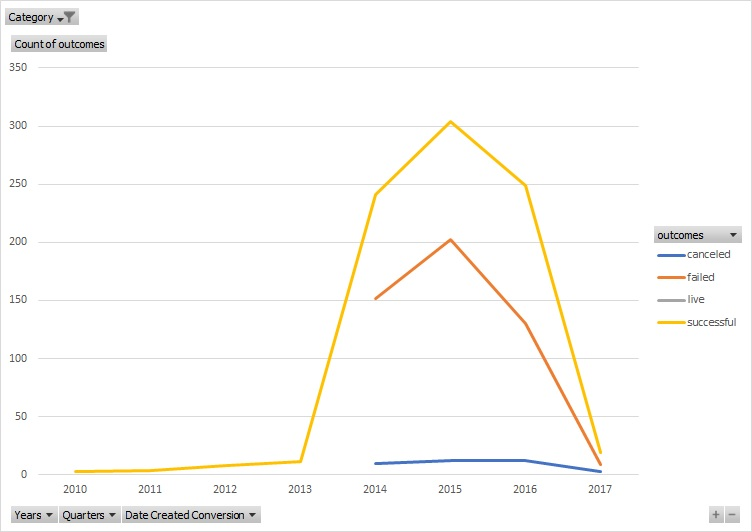 Category
Count of outcomes
350
300
250
200
150
100
50
0
2010 2011 2012 2013 2014 2015 2016 2017
outcomes
canceled
failed
live
successful
Years Quarters Date Created Conversion
+ −